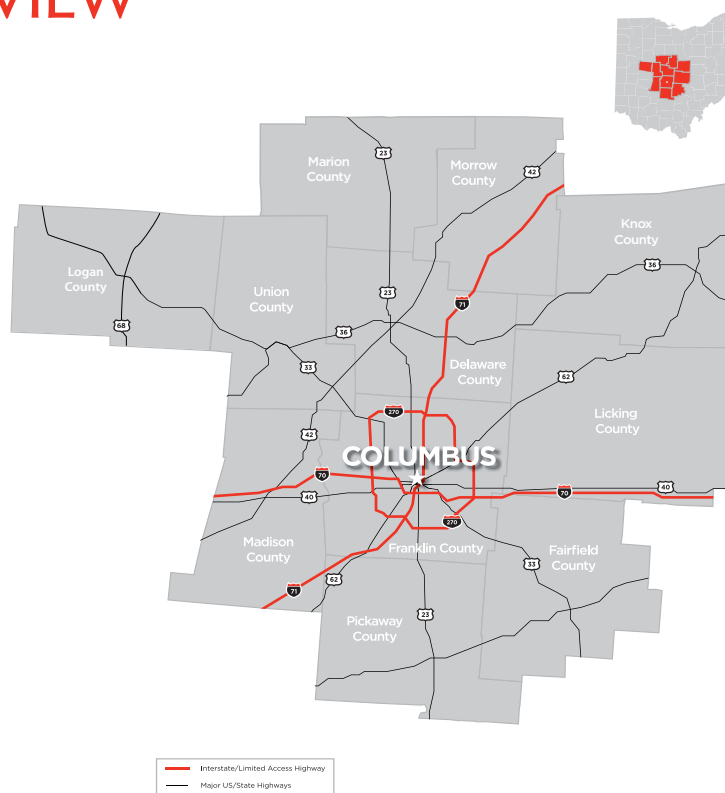 VIEW
Marion
County
23
Morrow
County
42
Knox
County
Logan
County
Union
County
36
23
71
68
36
33
Delaware
County
62
270
Licking
County
42
COLUMBUS
70
40
70
40
270
Madison
County
Franklin County
Fairfield
County
33
62
71
23
Pickaway
County
Interstate/Limited Access Highway
Major US/State Highways